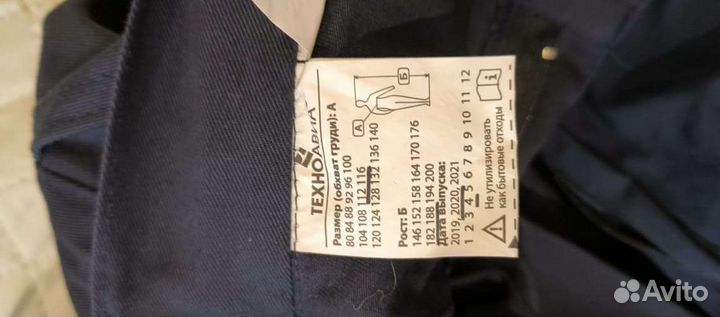 ТЕХНОАВИА
Размер (обхват груди): А
80 84 88 92 96 100
104 108 112 116
120 124 128 132 136 140
Рост: Б
146 152 158 164 170 176
182 188 194 200
Дата выпуска:
2019, 2020, 2021
1 2 3 4 5 6 7 8 9 10 11 12
Не утилизировать
как бытовые отходы
А
Б
Avito